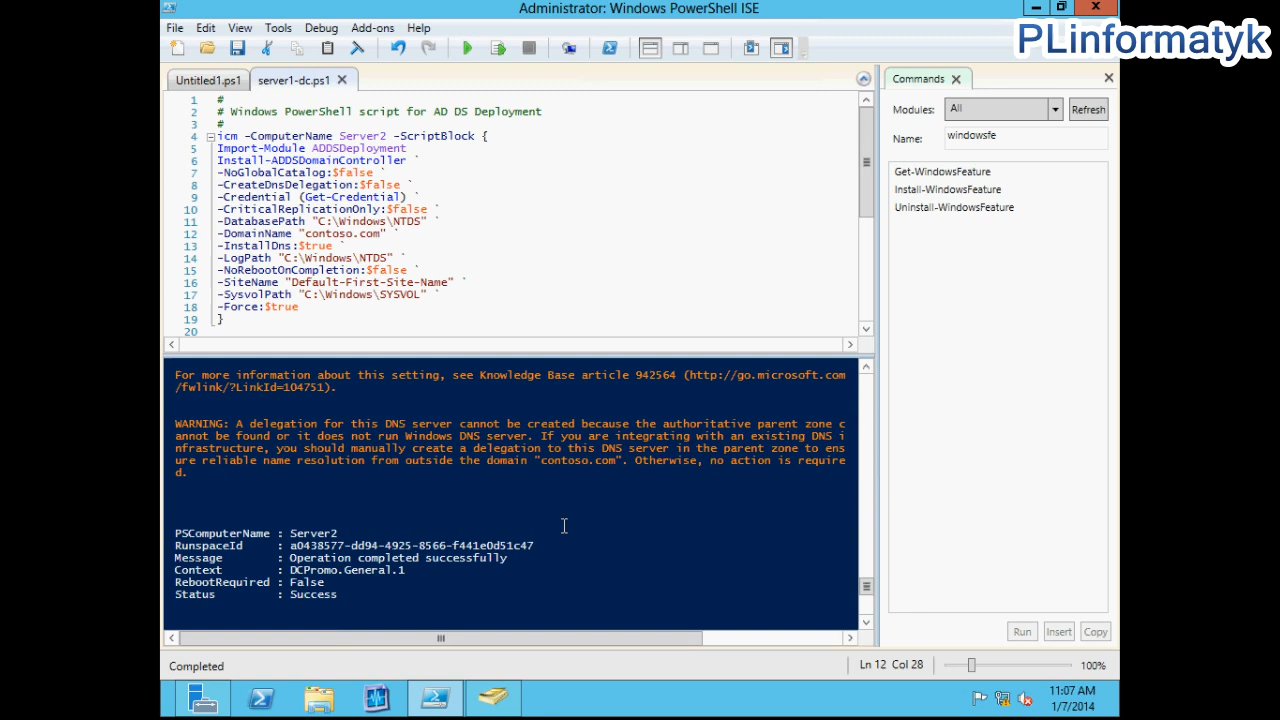 Administrator: Windows PowerShell ISE
File Edit View Tools Debug Add-ons Help
PLinformatyk
Untitled1.ps1 server1-dc.ps1
1 #
2 # Windows PowerShell script for AD DS Deployment
3 #
4 icm -ComputerName Server2 -ScriptBlock {
5 Import-Module ADDSDeployment
6 Install-ADDSDomainController `
7 -NoGlobalCatalog:$false `
8 -CreateDnsDelegation:$false `
9 -Credential (Get-Credential) `
10 -CriticalReplicationOnly:$false `
11 -DatabasePath "C:\Windows\NTDS" `
12 -DomainName "contoso.com" `
13 -InstallDns:$true `
14 -LogPath "C:\Windows\NTDS" `
15 -NoRebootOnCompletion:$false `
16 -SiteName "Default-First-Site-Name" `
17 -SysvolPath "C:\Windows\SYSVOL" `
18 -Force:$true
19 }
20
For more information about this setting, see Knowledge Base article 942564 (http://go.microsoft.com
/fwlink/?LinkId=104751).
WARNING: A delegation for this DNS server cannot be created because the authoritative parent zone c
annot be found or it does not run Windows DNS server. If you are integrating with an existing DNS i
nfrastructure, you should manually create a delegation to this DNS server in the parent zone to ens
ure reliable name resolution from outside the domain "contoso.com". Otherwise, no action is require
d.
PSComputerName : Server2
RunspaceId : a0438577-dd94-4925-8566-f441e0d51c47
Message : Operation completed successfully
Context : DCPromo.General.1
RebootRequired : False
Status : Success
Commands
Modules: All Refresh
Name: windowsfe
Get-WindowsFeature
Install-WindowsFeature
Uninstall-WindowsFeature
Run Insert Copy
Completed Ln 12 Col 28 100%
11:07 AM
1/7/2014